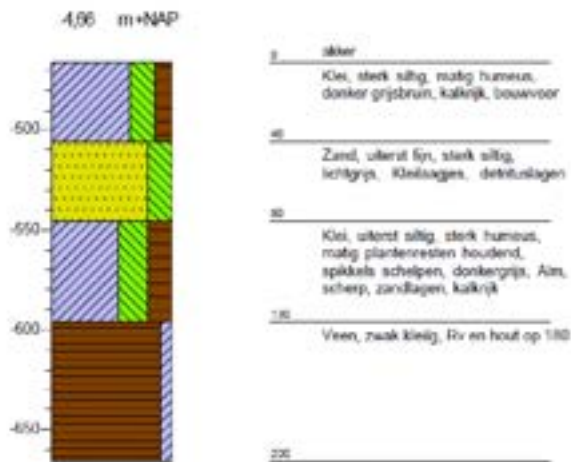 -4,66 m+NAP
0 akker
Klei, sterk siltig, matig humeus,
donker grijsbruin, kalkrijk, bouwvoor
-500
40
Zand, uiterst fijn, sterk siltig,
lichtgrijs, Kleilaagjes, detrituslagen
-550
80
Klei, uiterst siltig, sterk humeus,
matig plantenresten houdend,
spikkels schelpen, donkergrijs, Alm,
scherp, zandlagen, kalkrijk
-600
130
Veen, zwak kleiig, Rv en hout op 180
-650
200